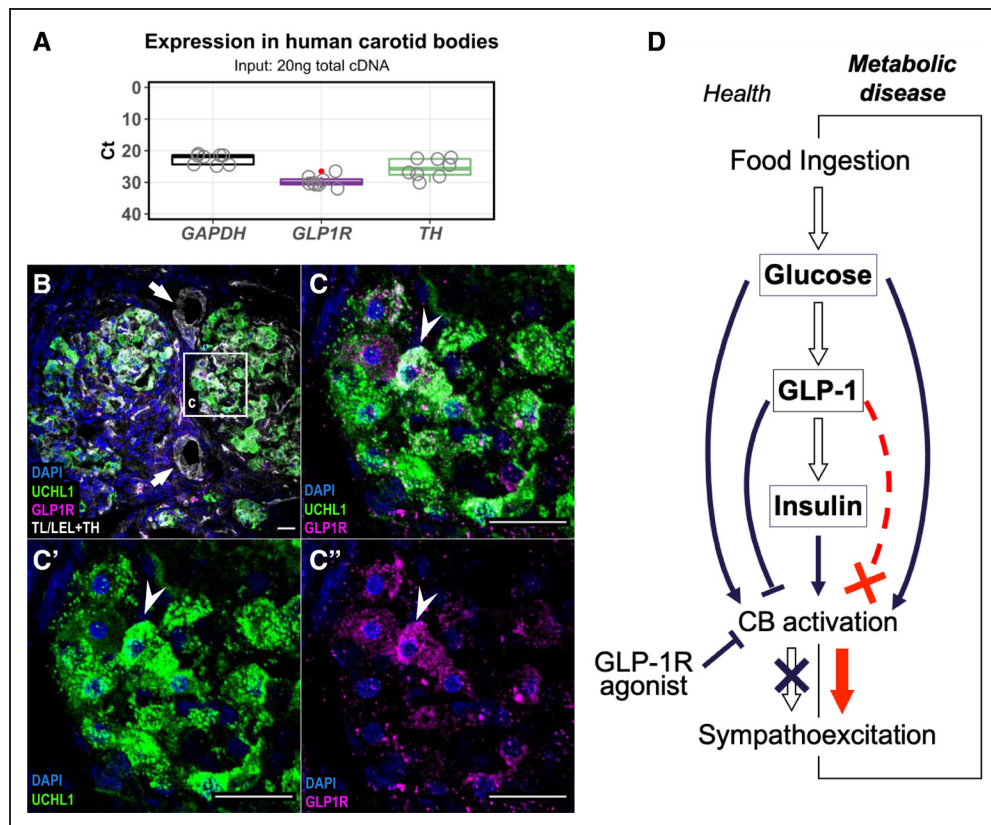 A
Expression in human carotid bodies
Input: 20ng total cDNA
Ct
0
10
20
30
40
GAPDH
GLP1R
TH
B
c
DAPI
UCHL1
GLP1R
TL/LEL+TH
C
DAPI
UCHL1
GLP1R
C'
DAPI
UCHL1
C"
DAPI
GLP1R
D
Health
Metabolic
disease
Food Ingestion
Glucose
GLP-1
Insulin
CB activation
GLP-1R
agonist
Sympathoexcitation